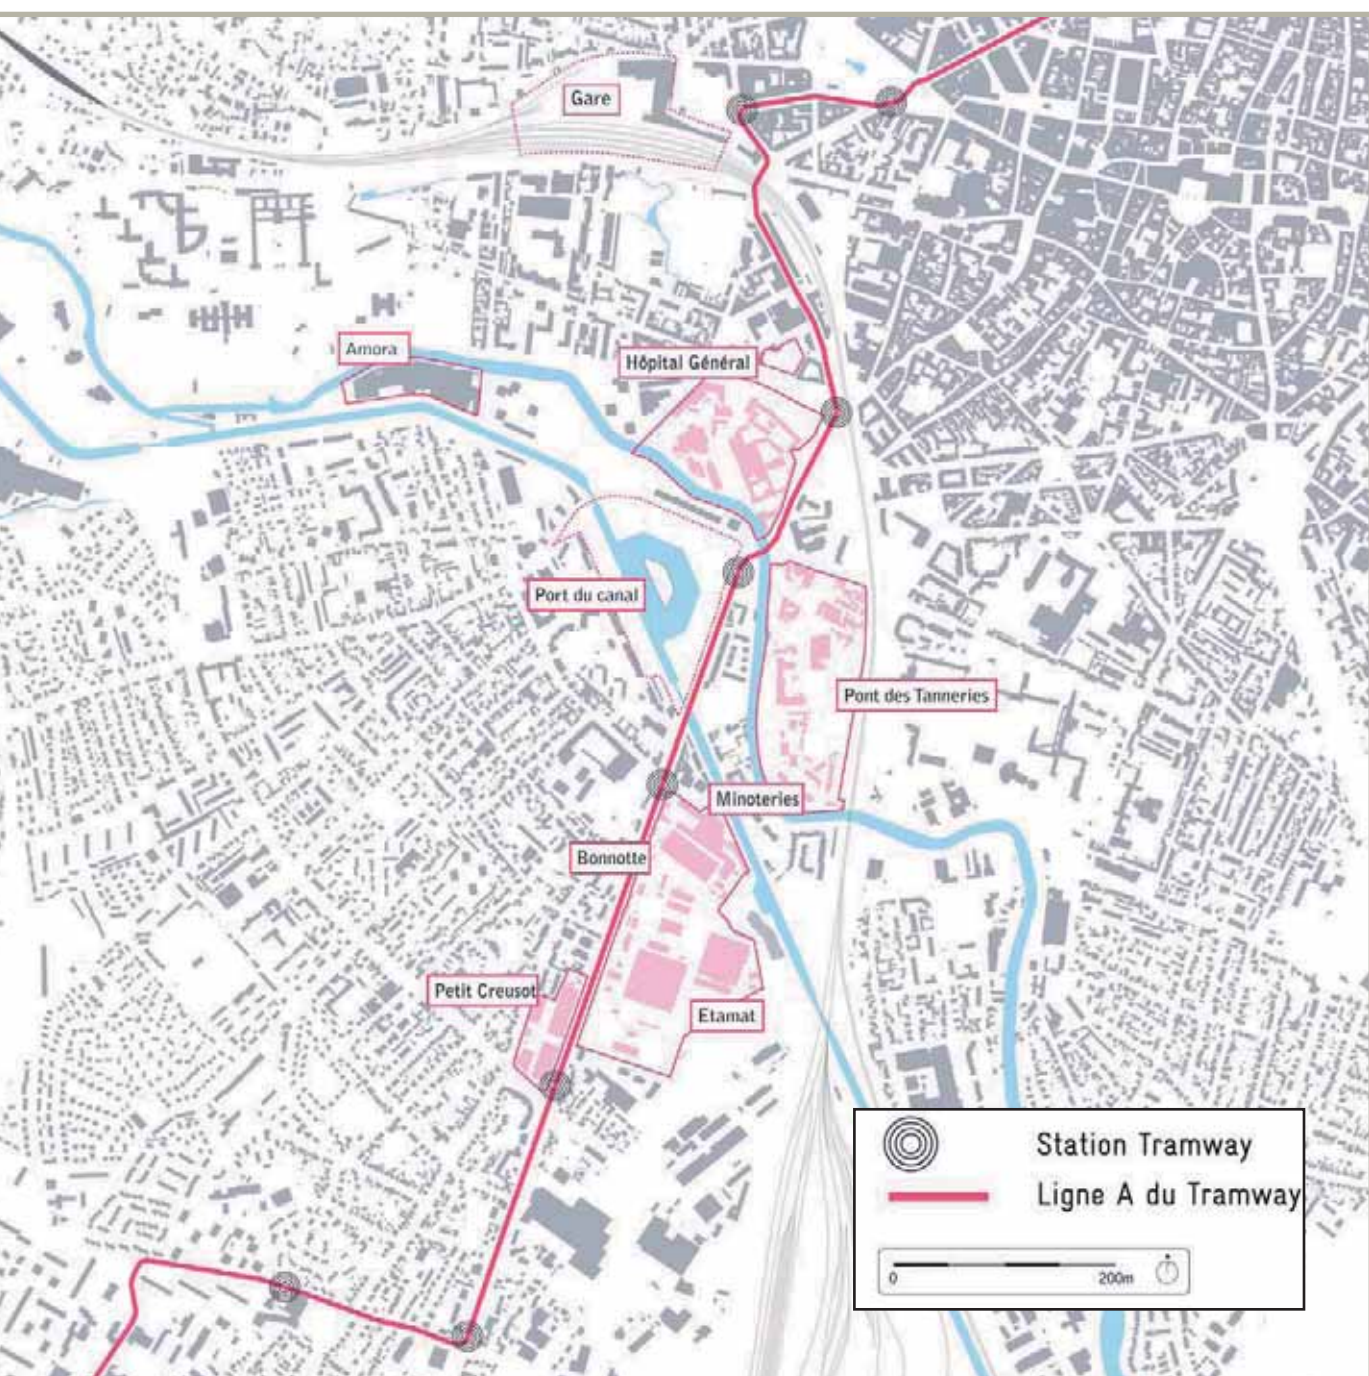 Gare
Amora
Hôpital Général
Port du canal
Pont des Tanneries
Minoteries
Bonnotte
Petit Creusot
Etamat
Station Tramway
Ligne A du Tramway
0 200m